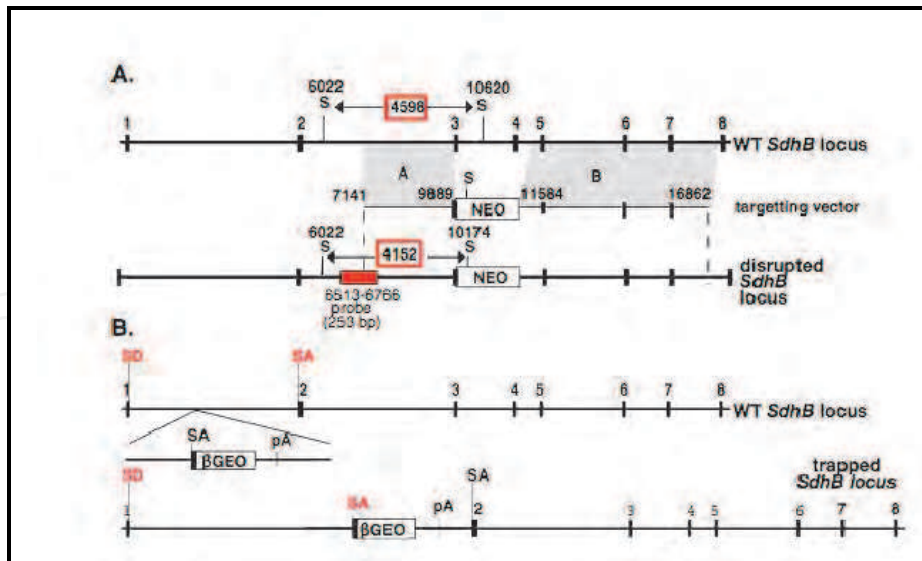 A.
6022 10620
S 4598 S
1 2 3 4 5 6 7 8
WT SdhB locus
A B
S
7141 9889 11584 16862
NEO
targetting vector
6022 10174
S 4152 S
NEO
disrupted
SdhB
locus
6513-6766
probe
(253 bp)
B.
SD SA
1 2 3 4 5 6 7 8
WT SdhB locus
SA pA
βGEO
trapped
SdhB locus
SD SA pA SA
1 βGEO 2 3 4 5 6 7 8